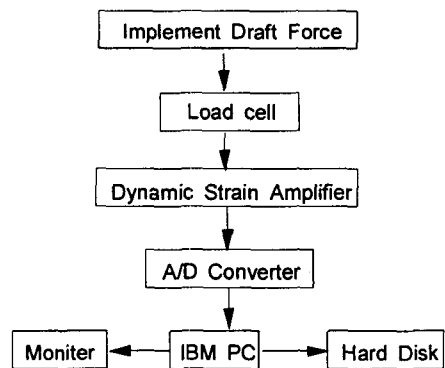 Implement Draft Force
Load cell
Dynamic Strain Amplifier
A/D Converter
Moniter
IBM PC
Hard Disk